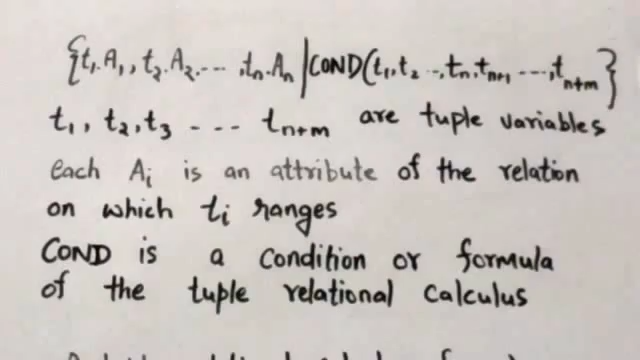 {t₁.A₁, t₂.A₂, ----, tₙ.Aₙ | COND(t₁, t₂ --, tₙ, tₙ₊₁, ---, tₙ₊ₘ}
t₁, t₂, t₃ --- tₙ₊ₘ are tuple variables
each Aᵢ is an attribute of the relation
on which tᵢ ranges
COND is a condition or formula
of the tuple relational calculus